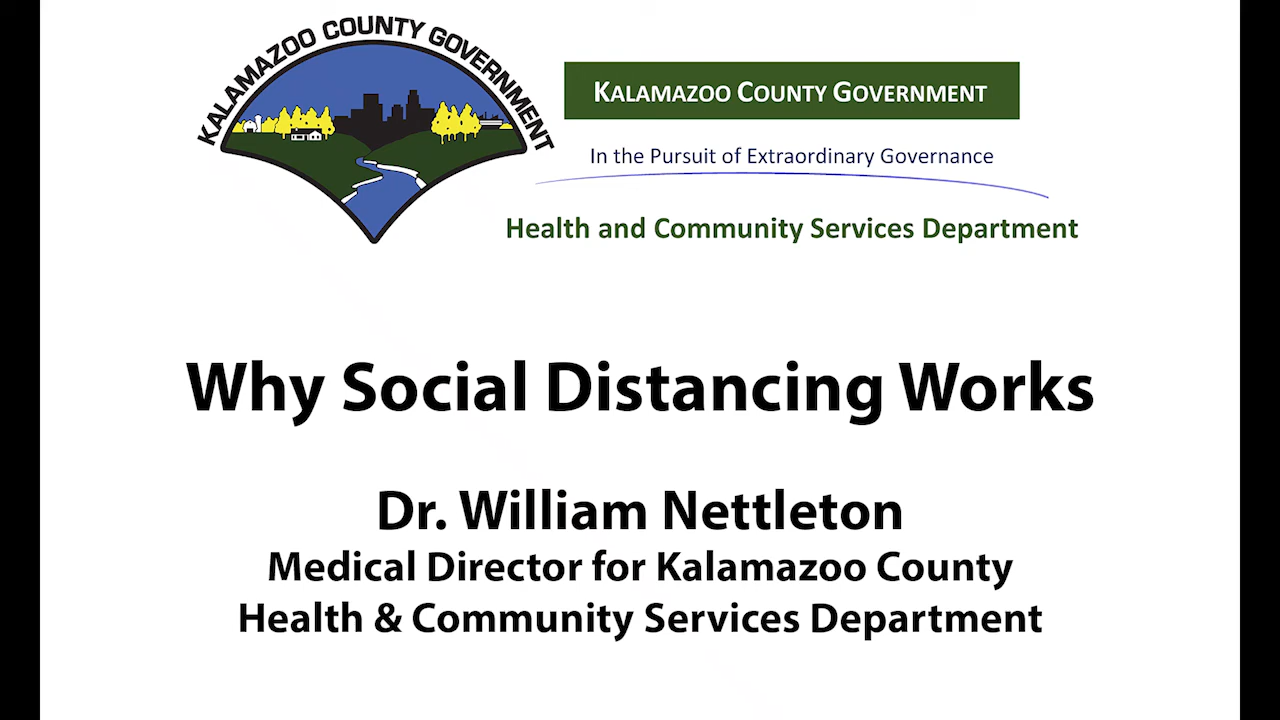 KALAMAZOO COUNTY GOVERNMENT
KALAMAZOO COUNTY GOVERNMENT
In the Pursuit of Extraordinary Governance
Health and Community Services Department
Why Social Distancing Works
Dr. William Nettleton
Medical Director for Kalamazoo County
Health & Community Services Department